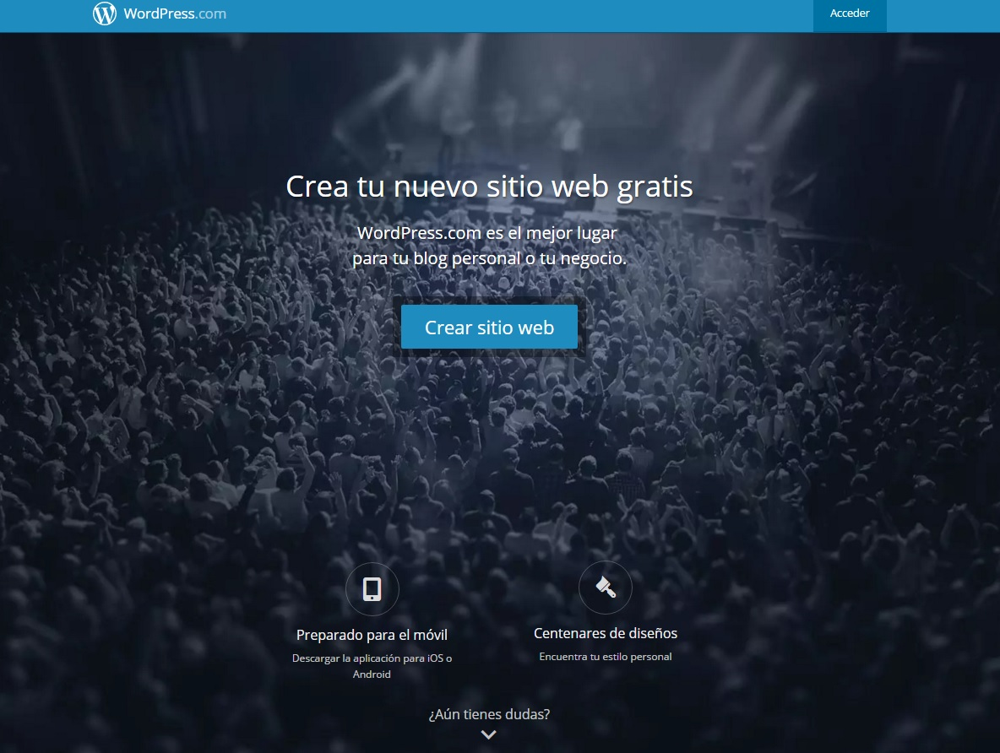 WordPress.com
Acceder
Crea tu nuevo sitio web gratis
WordPress.com es el mejor lugar
para tu blog personal o tu negocio.
Crear sitio web
Preparado para el móvil
Descargar la aplicación para iOS o
Android
Centenares de diseños
Encuentra tu estilo personal
¿Aún tienes dudas?